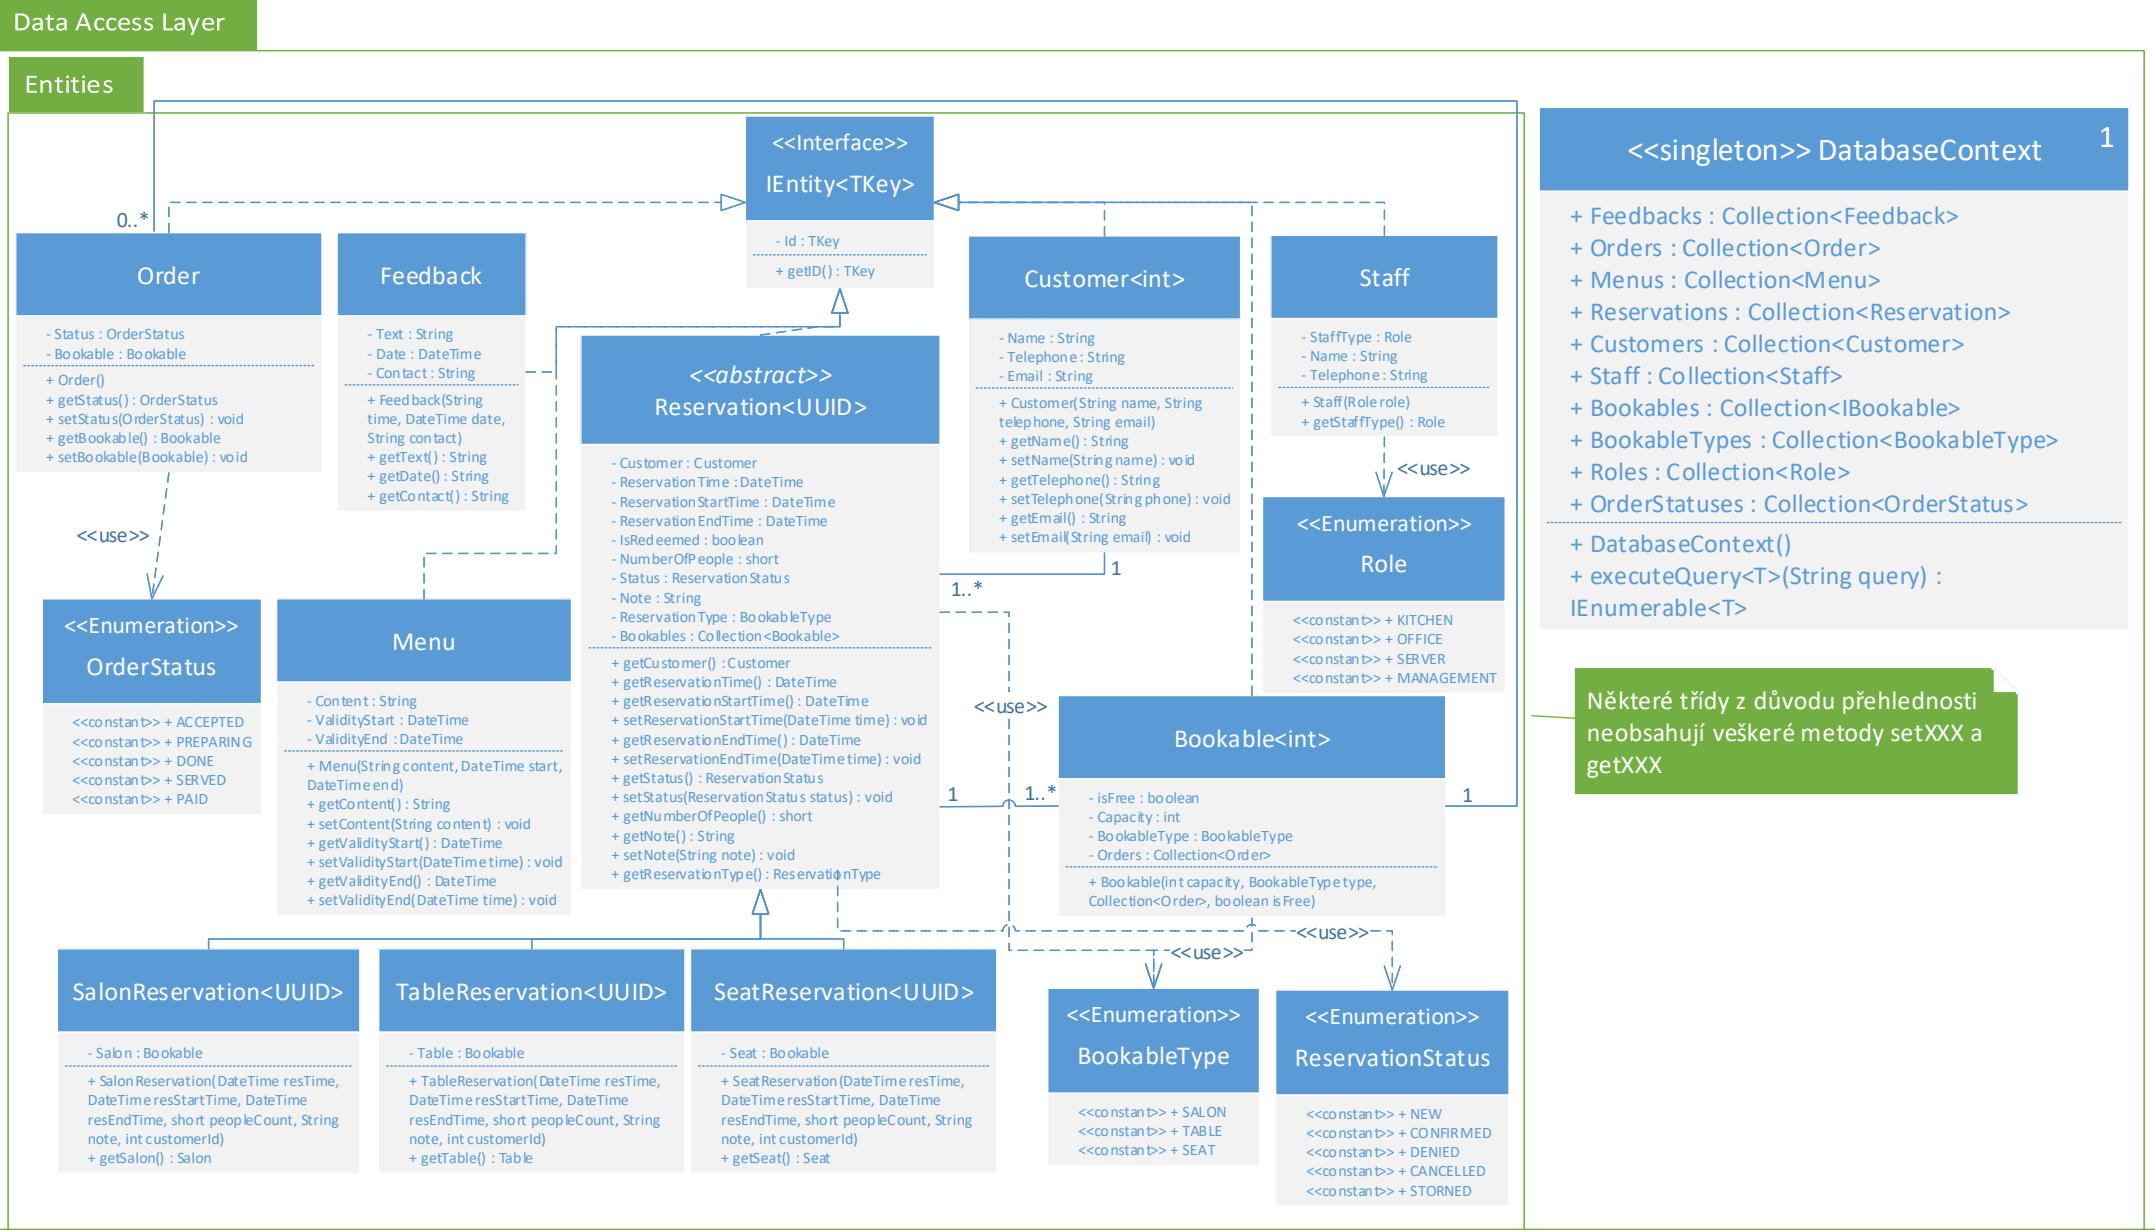 Data Access Layer
Entities
<<Interface>>
IEntity<TKey>
- Id : TKey
+ getID() : TKey
0..*
Order
- Status : OrderStatus
- Bookable : Bookable
+ Order()
+ getStatus() : OrderStatus
+ setStatus(OrderStatus) : void
+ getBookable() : Bookable
+ setBookable(Bookable) : void
Feedback
- Text : String
- Date : DateTime
- Contact : String
+ Feedback(String
time, DateTime date,
String contact)
+ getText() : String
+ getDate() : String
+ getContact() : String
<<abstract>>
Reservation<UUID>
- Customer : Customer
- ReservationTime : DateTime
- ReservationStartTime : DateTime
- ReservationEndTime : DateTime
- IsRedeemed : boolean
- NumberOfPeople : short
- Status : ReservationStatus
- Note : String
- ReservationType : BookableType
- Bookables : Collection<Bookable>
+ getCustomer() : Customer
+ getReservationTime() : DateTime
+ getReservationStartTime() : DateTime
+ setReservationStartTime(DateTime time) : void
+ getReservationEndTime() : DateTime
+ setReservationEndTime(DateTime time) : void
+ getStatus() : ReservationStatus
+ setStatus(ReservationStatus status) : void
+ getNumberOfPeople() : short
+ getNote() : String
+ setNote(String note) : void
+ getReservationType() : ReservationType
Customer<int>
- Name : String
- Telephone : String
- Email : String
+ Customer(String name, String
telephone, String email)
+ getName() : String
+ setName(String name) : void
+ getTelephone() : String
+ setTelephone(String phone) : void
+ getEmail() : String
+ setEmail(String email) : void
1
1..*
Staff
- StaffType : Role
- Name : String
- Telephone : String
+ Staff(Role role)
+ getStaffType() : Role
<<use>>
<<Enumeration>>
Role
<<constant>> + KITCHEN
<<constant>> + OFFICE
<<constant>> + SERVER
<<constant>> + MANAGEMENT
<<use>>
<<Enumeration>>
OrderStatus
<<constant>> + ACCEPTED
<<constant>> + PREPARING
<<constant>> + DONE
<<constant>> + SERVED
<<constant>> + PAID
Menu
- Content : String
- ValidityStart : DateTime
- ValidityEnd : DateTime
+ Menu(String content, DateTime start,
DateTime end)
+ getContent() : String
+ setContent(String content) : void
+ getValidityStart() : DateTime
+ setValidityStart(DateTime time) : void
+ getValidityEnd() : DateTime
+ setValidityEnd(DateTime time) : void
<<use>>
1
1..*
Bookable<int>
- isFree : boolean
- Capacity : int
- BookableType : BookableType
- Orders : Collection<Order>
+ Bookable(int capacity, BookableType type,
Collection<Order>, boolean isFree)
1
<<use>>
<<use>>
SalonReservation<UUID>
- Salon : Bookable
+ SalonReservation(DateTime resTime,
DateTime resStartTime, DateTime
resEndTime, short peopleCount, String
note, int customerId)
+ getSalon() : Salon
TableReservation<UUID>
- Table : Bookable
+ TableReservation(DateTime resTime,
DateTime resStartTime, DateTime
resEndTime, short peopleCount, String
note, int customerId)
+ getTable() : Table
SeatReservation<UUID>
- Seat : Bookable
+ SeatReservation(DateTime resTime,
DateTime resStartTime, DateTime
resEndTime, short peopleCount, String
note, int customerId)
+ getSeat() : Seat
<<Enumeration>>
BookableType
<<constant>> + SALON
<<constant>> + TABLE
<<constant>> + SEAT
<<Enumeration>>
ReservationStatus
<<constant>> + NEW
<<constant>> + CONFIRMED
<<constant>> + DENIED
<<constant>> + CANCELLED
<<constant>> + STORNED
<<singleton>> DatabaseContext
1
+ Feedbacks : Collection<Feedback>
+ Orders : Collection<Order>
+ Menus : Collection<Menu>
+ Reservations : Collection<Reservation>
+ Customers : Collection<Customer>
+ Staff : Collection<Staff>
+ Bookables : Collection<IBookable>
+ BookableTypes : Collection<BookableType>
+ Roles : Collection<Role>
+ OrderStatuses : Collection<OrderStatus>
+ DatabaseContext()
+ executeQuery<T>(String query) :
IEnumerable<T>
Některé třídy z důvodu přehlednosti
neobsahují veškeré metody setXXX a
getXXX